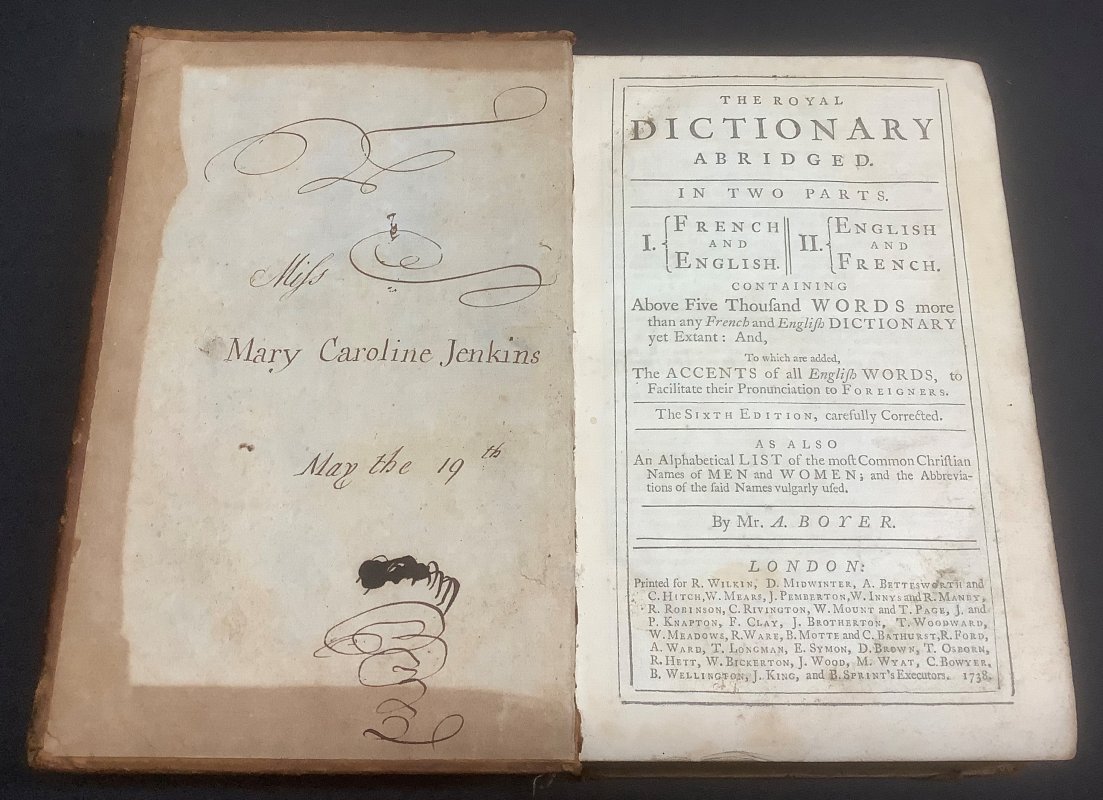 Miſs
Mary Caroline Jenkins
May the 19th
THE ROYAL
DICTIONARY
ABRIDGED.
IN TWO PARTS.
I. { FRENCH AND ENGLISH. || II. { ENGLISH AND FRENCH.
CONTAINING
Above Five Thouſand WORDS more
than any French and Engliſh DICTIONARY
yet Extant: And,
To which are added,
The ACCENTS of all Engliſh WORDS, to
Facilitate their Pronunciation to FOREIGNERS.
The SIXTH EDITION, carefully Corrected.
AS ALSO
An Alphabetical LIST of the moſt Common Chriſtian
Names of MEN and WOMEN; and the Abbrevia-
tions of the ſaid Names vulgarly uſed.
By Mr. A. BOYER.
LONDON:
Printed for R. WILKIN, D. MIDWINTER, A. BETTESWORTH and
C. HITCH, W. MEARS, J. PEMBERTON, W. INNYS and R. MANBY,
R. ROBINSON, C. RIVINGTON, W. MOUNT and T. PAGE, J. and
P. KNAPTON, F. CLAY, J. BROTHERTON, T. WOODWARD,
W. MEADOWS, R. WARE, B. MOTTE and C. BATHURST, R. FORD,
A. WARD, T. LONGMAN, E. SYMON, D. BROWN, T. OSBORN,
R. HETT, W. BICKERTON, J. WOOD, M. WYAT, C. BOWYER,
B. WELLINGTON, J. KING, and B. SPRINT's Executors. 1738.